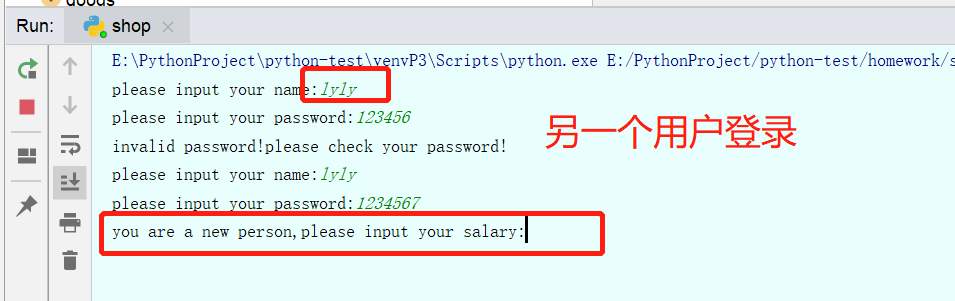 goods
Run: shop
E:\PythonProject\python-test\venvP3\Scripts\python.exe E:/PythonProject/python-test/homework/s
please input your name:lyly
please input your password:123456
另一个用户登录
invalid password!please check your password!
please input your name:lyly
please input your password:1234567
you are a new person,please input your salary: